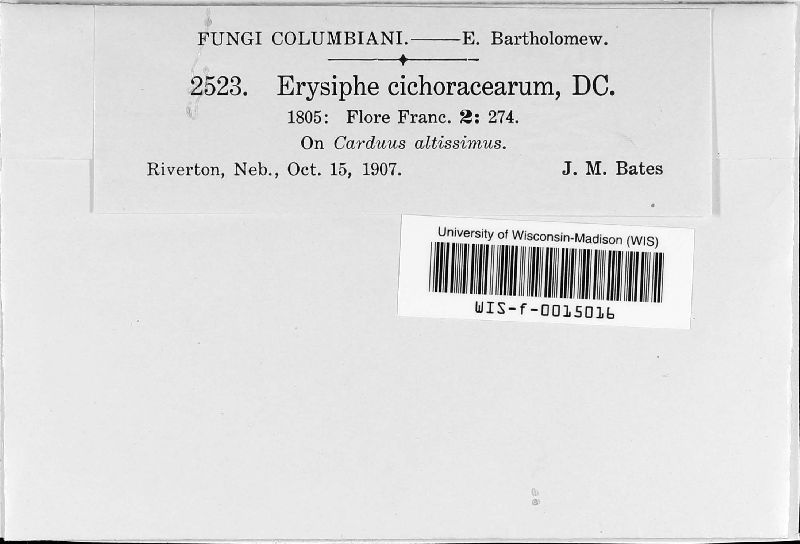 FUNGI COLUMBIANI.——E. Bartholomew.
2523. Erysiphe cichoracearum, DC.
1805: Flore Franc. 2: 274.
On Carduus altissimus.
Riverton, Neb., Oct. 15, 1907. J. M. Bates
University of Wisconsin-Madison (WIS)
WIS-f-0015016